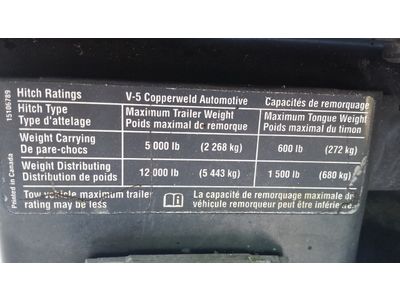 Hitch Ratings V-5 Copperweld Automotive Capacités de remorquage
Hitch Type Maximum Trailer Weight Maximum Tongue Weight
Type d'attelage Poids maximal dc remorque Poids maximal du timon
Weight Carrying 5 000 lb (2 268 kg) 600 lb (272 kg)
De pare-chocs
Weight Distributing 12 000 lb (5 443 kg) 1 500 lb (680 kg)
Distribution de poids
Tow vehicle maximum trailer La capacité de remorquage maximale du
rating may be less véhicule remorqueur peut être inférieure.
15106789
Printed in Canada